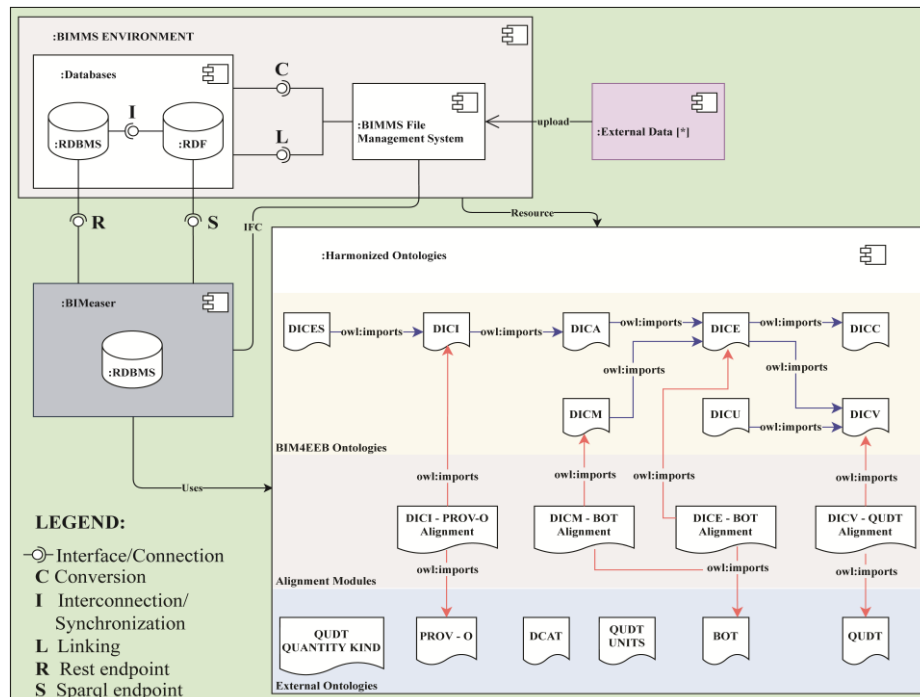 :BIMMS ENVIRONMENT
:Databases
:RDBMS
I
:RDF
C
L
:BIMMS File
Management System
upload
:External Data [*]
R
S
IFC
Resource
:BIMeaser
:RDBMS
Uses
:Harmonized Ontologies
DICES
owl:imports
DICI
owl:imports
DICA
owl:imports
DICE
owl:imports
DICC
owl:imports
owl:imports
DICM
DICU
owl:imports
DICV
BIM4EEB Ontologies
owl:imports
owl:imports
owl:imports
owl:imports
DICI - PROV-O
Alignment
DICM - BOT
Alignment
DICE - BOT
Alignment
DICV - QUDT
Alignment
owl:imports
owl:imports
owl:imports
Alignment Modules
QUDT
QUANTITY KIND
PROV - O
DCAT
QUDT
UNITS
BOT
QUDT
External Ontologies
LEGEND:
Interface/Connection
C Conversion
I Interconnection/
Synchronization
L Linking
R Rest endpoint
S Sparql endpoint